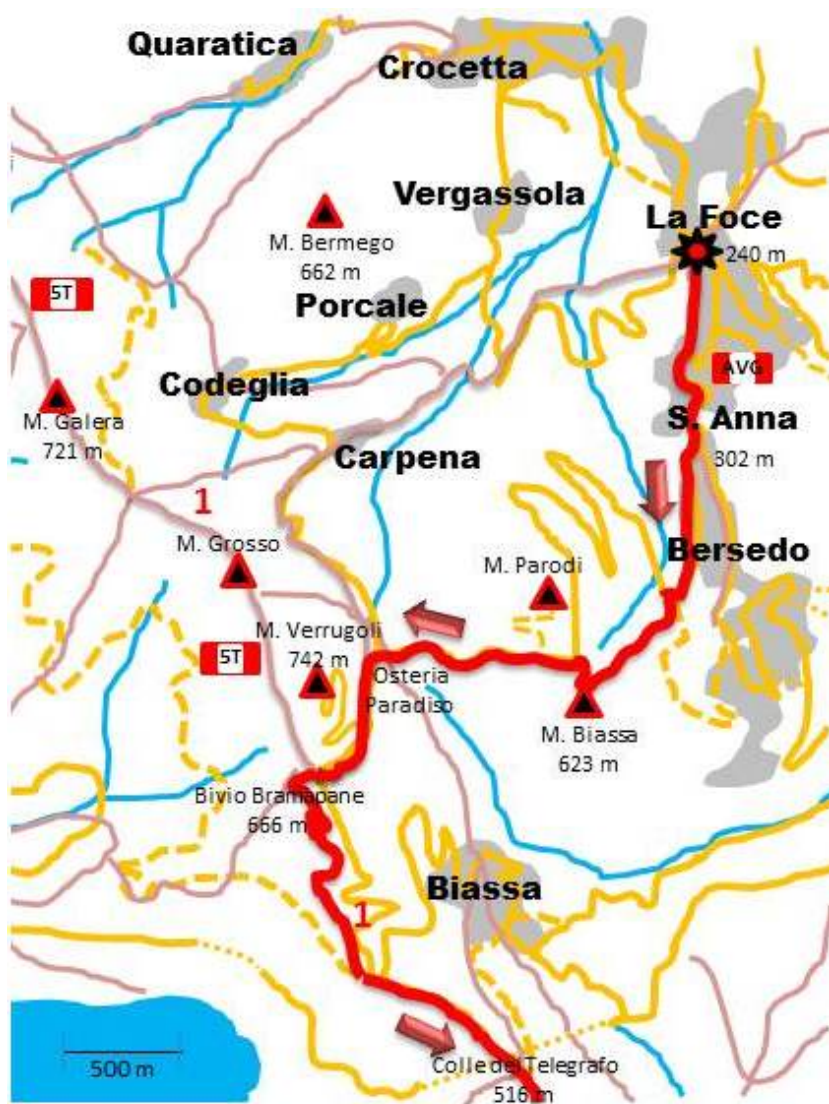 Quaratica
Crocetta
Vergassola
La Foce
240 m
M. Bermego
662 m
5T
Porcale
Codeglia
AVG
M. Galera
721 m
S. Anna
302 m
Carpena
1
M. Grosso
Bersedo
M. Parodi
M. Verrugoli
742 m
5T
Osteria
Paradiso
M. Biassa
623 m
Bivio Bramapane
666 m
Biassa
1
500 m
Colle del Telegrafo
516 m